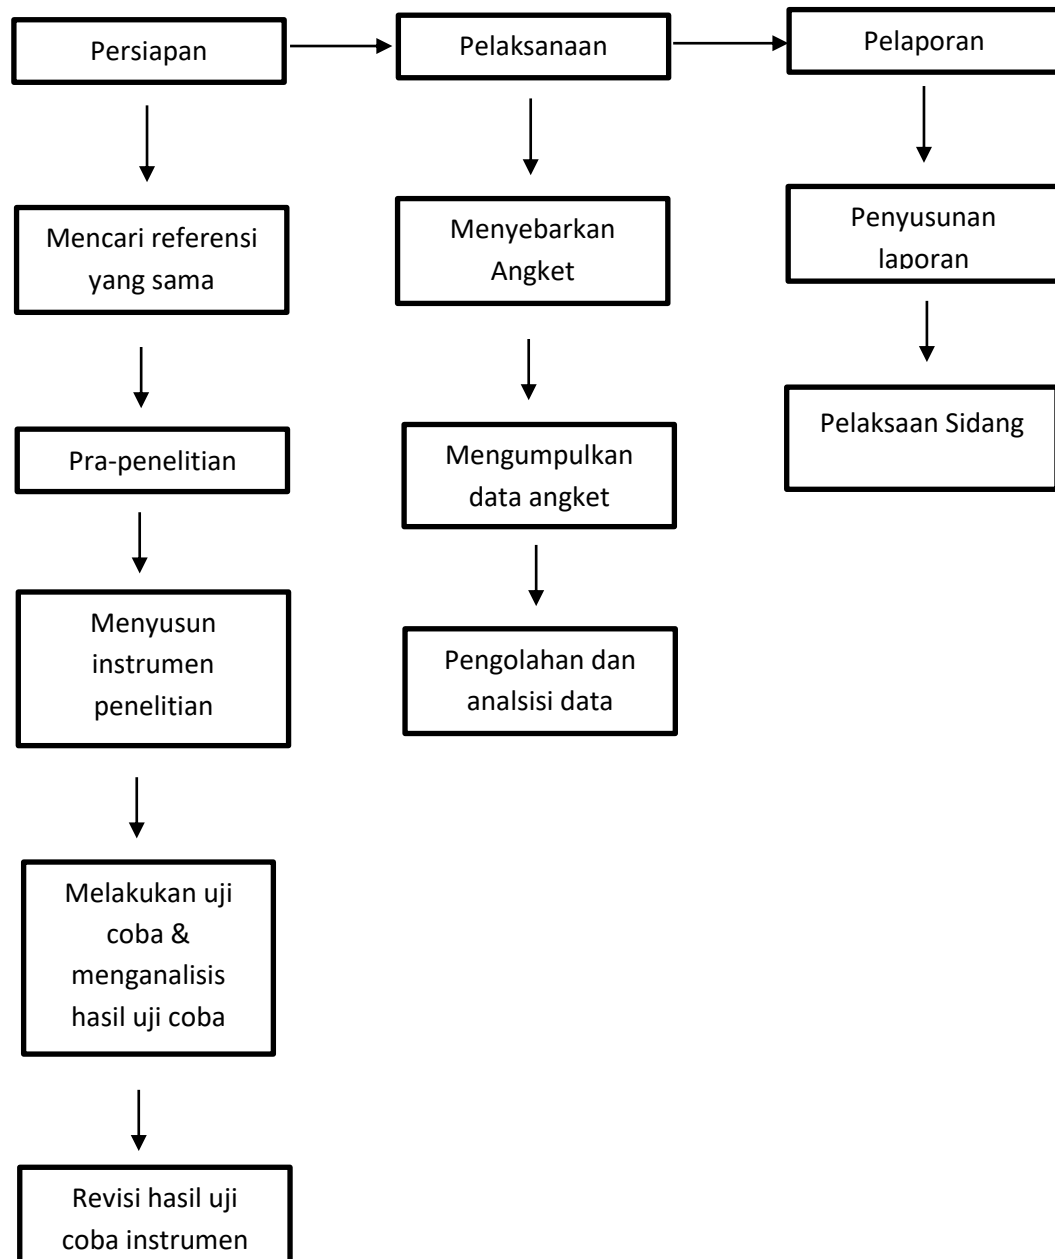 Persiapan
Pelaksanaan
Pelaporan
Mencari referensi
yang sama
Menyebarkan
Angket
Penyusunan
laporan
Pra-penelitian
Mengumpulkan
data angket
Pelaksaan Sidang
Menyusun
instrumen
penelitian
Pengolahan dan
analsisi data
Melakukan uji
coba &
menganalisis
hasil uji coba
Revisi hasil uji
coba instrumen